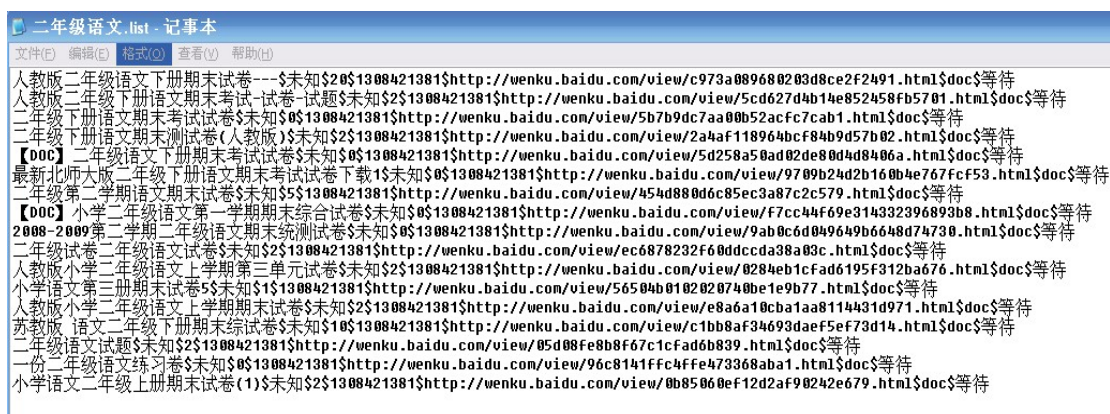 二年级语文.list - 记事本
文件(F) 编辑(E) 格式(O) 查看(V) 帮助(H)
人教版二年级语文下册期末试卷---$未知$20$1308421381$http://wenku.baidu.com/view/c973a089680203d8ce2f2491.html$doc$等待
人教版二年级下册语文期末考试-试卷-试题$未知$2$1308421381$http://wenku.baidu.com/view/5cd627d4b14e852458fb5701.html$doc$等待
二年级下册语文期末考试试卷$未知$0$1308421381$http://wenku.baidu.com/view/5b7b9dc7aa00b52acfc7cab1.html$doc$等待
二年级下册语文期末测试卷(人教版)$未知$2$1308421381$http://wenku.baidu.com/view/2a4af118964bcf84b9d57b02.html$doc$等待
【DOC】二年级语文下册期末考试试卷$未知$0$1308421381$http://wenku.baidu.com/view/5d258a50ad02de80d4d8406a.html$doc$等待
最新北师大版二年级下册语文期末考试试卷下载1$未知$0$1308421381$http://wenku.baidu.com/view/9709b24d2b160b4e767fcf53.html$doc$等待
二年级第二学期语文期末试卷$未知$5$1308421381$http://wenku.baidu.com/view/454d880d6c85ec3a87c2c579.html$doc$等待
【DOC】小学二年级语文第一学期期末综合试卷$未知$0$1308421381$http://wenku.baidu.com/view/f7cc44f69e314332396893b8.html$doc$等待
2008-2009第二学期二年级语文期末统测试卷$未知$0$1308421381$http://wenku.baidu.com/view/9ab0c6d049649b6648d74730.html$doc$等待
二年级试卷二年级语文试卷$未知$2$1308421381$http://wenku.baidu.com/view/ec6878232f60ddccda38a03c.html$doc$等待
人教版小学二年级语文上学期第三单元试卷$未知$2$1308421381$http://wenku.baidu.com/view/0284eb1cfad6195f312ba676.html$doc$等待
小学语文第三册期末试卷5$未知$1$1308421381$http://wenku.baidu.com/view/56504b0102020740be1e9b77.html$doc$等待
人教版小学二年级语文上学期期末试卷$未知$2$1308421381$http://wenku.baidu.com/view/e8a6a10cba1aa8114431d971.html$doc$等待
苏教版 语文二年级下册期末综试卷$未知$10$1308421381$http://wenku.baidu.com/view/c1bb8af34693daef5ef73d14.html$doc$等待
二年级语文试题$未知$2$1308421381$http://wenku.baidu.com/view/05d08fe8b8f67c1cfad6b839.html$doc$等待
一份二年级语文练习卷$未知$0$1308421381$http://wenku.baidu.com/view/96c8141ffc4ffe473368aba1.html$doc$等待
小学语文二年级上册期末试卷(1)$未知$2$1308421381$http://wenku.baidu.com/view/0b85060ef12d2af90242e679.html$doc$等待